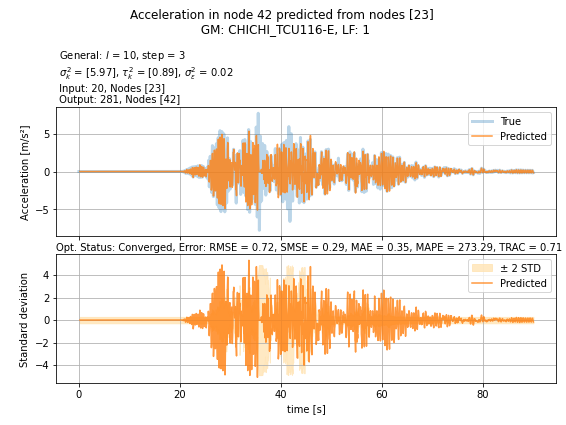 Acceleration in node 42 predicted from nodes [23]
GM: CHICHI_TCU116-E, LF: 1
General: l = 10, step = 3
σ²ₖ = [5.97], τ²ₖ = [0.89], σ²ε = 0.02
Input: 20, Nodes [23]
Output: 281, Nodes [42]
Acceleration [m/s²]
5
0
−5
True
Predicted
Opt. Status: Converged, Error: RMSE = 0.72, SMSE = 0.29, MAE = 0.35, MAPE = 273.29, TRAC = 0.71
Standard deviation
4
2
0
−2
−4
± 2 STD
Predicted
0 20 40 60 80
time [s]